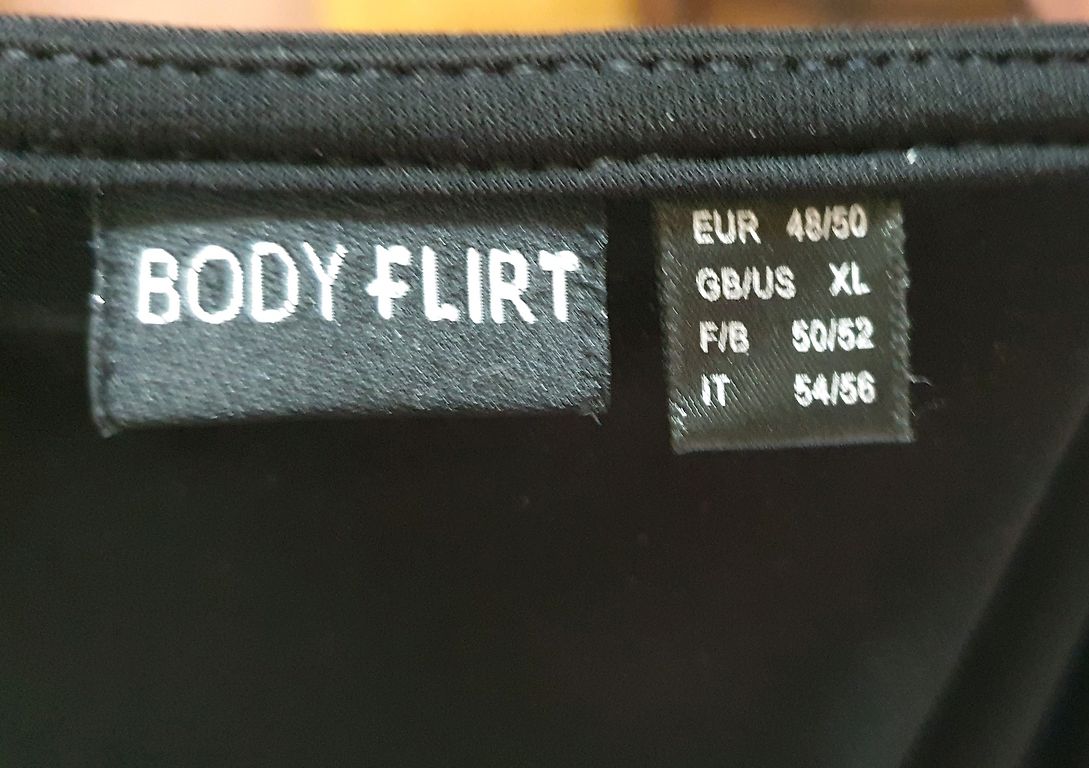 BODY FLIRT
EUR 48/50
GB/US XL
F/B 50/52
IT 54/56